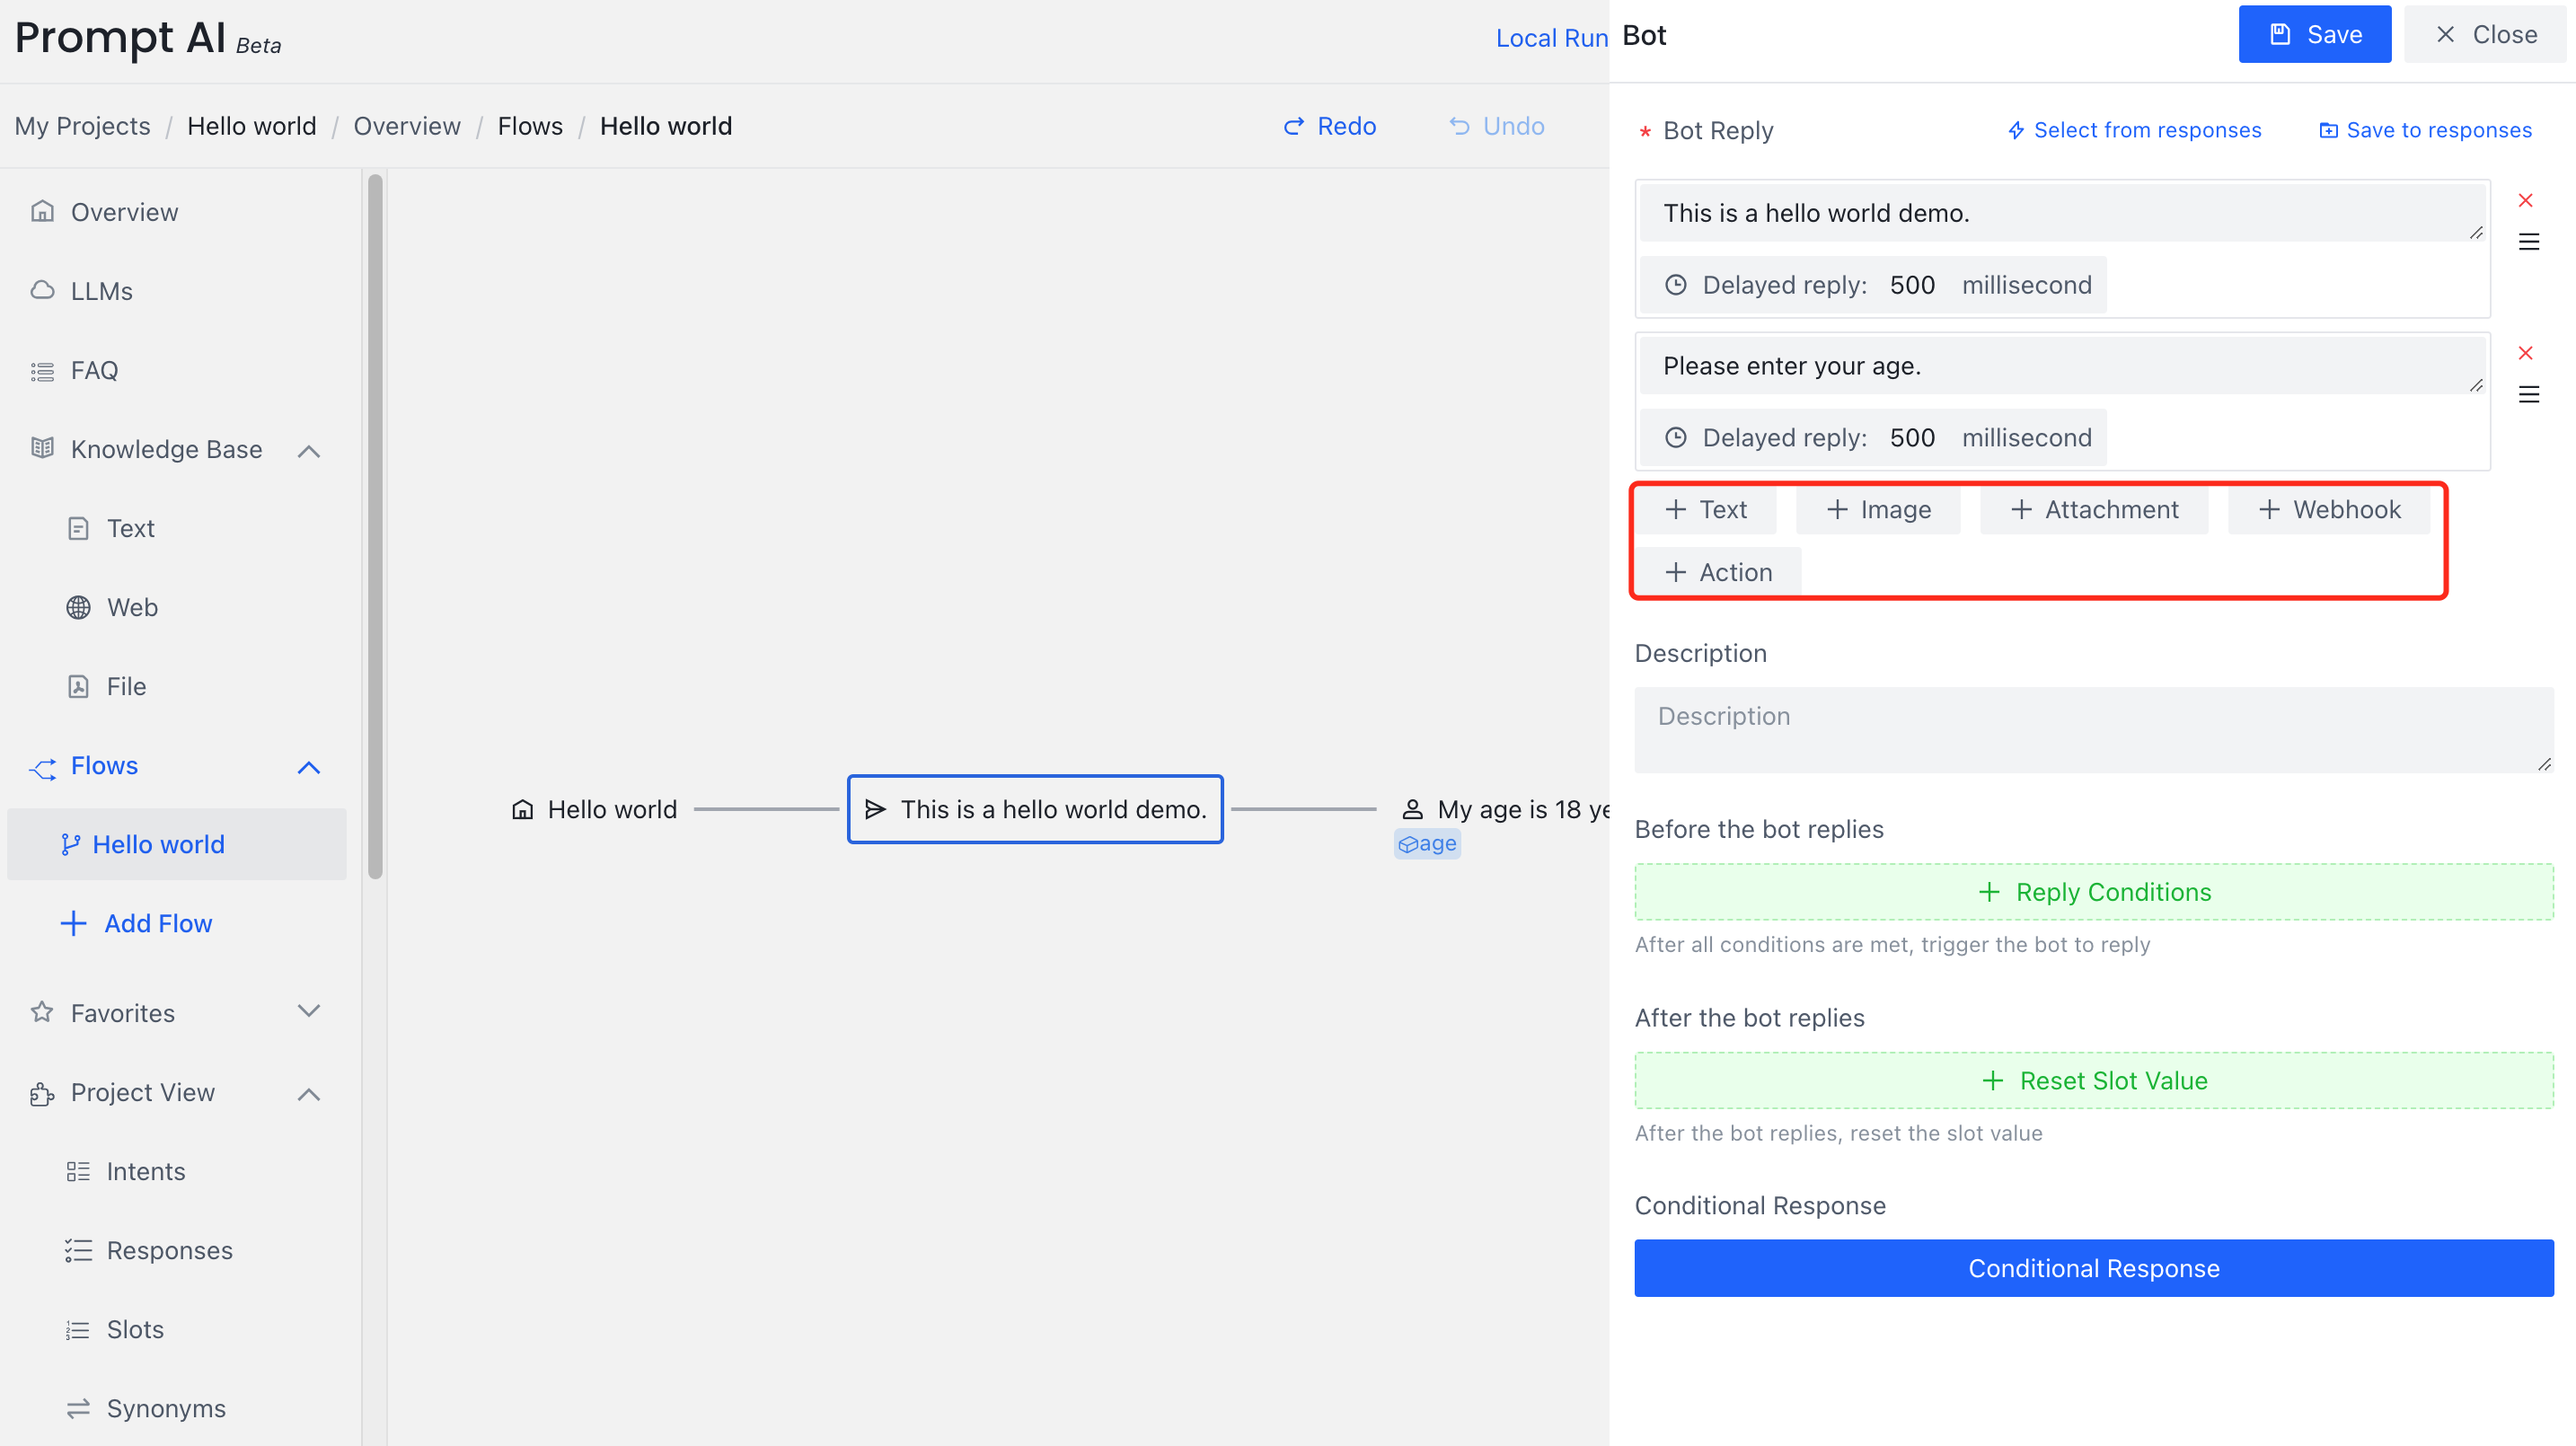 Prompt AI Beta
Local Run
My Projects / Hello world / Overview / Flows / Hello world
Redo
Undo
Overview
LLMs
FAQ
Knowledge Base
Text
Web
File
Flows
Hello world
Add Flow
Favorites
Project View
Intents
Responses
Slots
Synonyms
Hello world
This is a hello world demo.
My age is 18 ye
age
Bot
Save
Close
* Bot Reply
Select from responses
Save to responses
This is a hello world demo.
Delayed reply: 500 millisecond
Please enter your age.
Delayed reply: 500 millisecond
+ Text
+ Image
+ Attachment
+ Webhook
+ Action
Description
Description
Before the bot replies
+ Reply Conditions
After all conditions are met, trigger the bot to reply
After the bot replies
+ Reset Slot Value
After the bot replies, reset the slot value
Conditional Response
Conditional Response